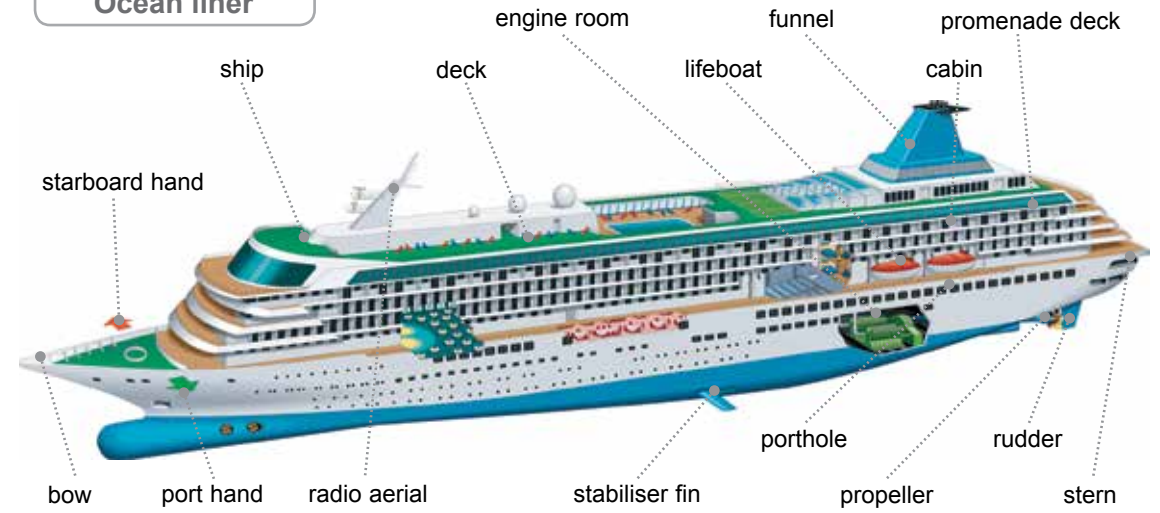 Ocean liner
engine room
funnel
promenade deck
ship
deck
lifeboat
cabin
starboard hand
porthole
rudder
bow
port hand
radio aerial
stabiliser fin
propeller
stern